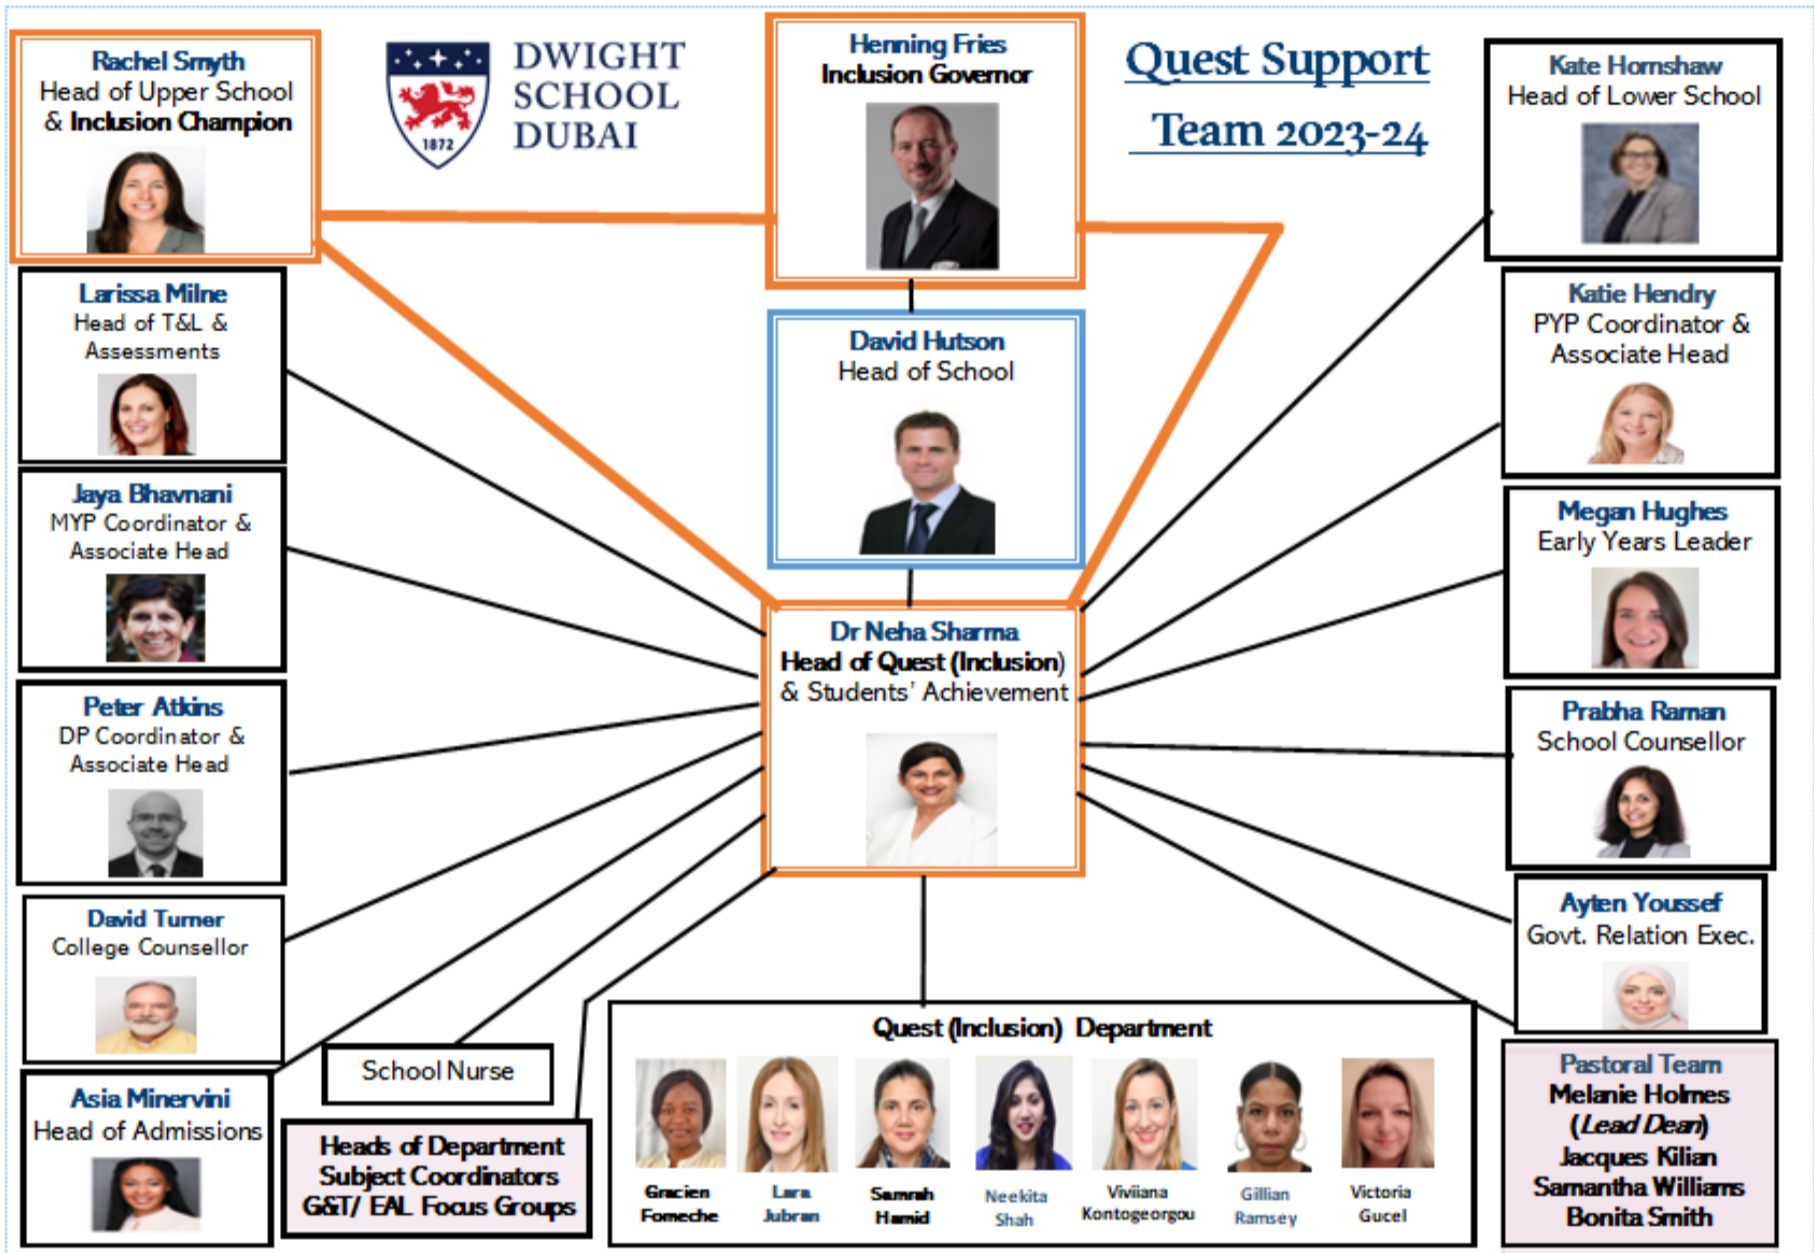 Rachel Smyth
Head of Upper School
& Inclusion Champion
DWIGHT
SCHOOL
DUBAI
1872
Henning Fries
Inclusion Governor
Quest Support
Team 2023-24
Kate Hornshaw
Head of Lower School
Larissa Milne
Head of T&L &
Assessments
David Hutson
Head of School
Katie Hendry
PYP Coordinator &
Associate Head
Jaya Bhavnani
MYP Coordinator &
Associate Head
Megan Hughes
Early Years Leader
Dr Neha Sharma
Head of Quest (Inclusion)
& Students' Achievement
Peter Atkins
DP Coordinator &
Associate Head
Prabha Raman
School Counsellor
David Turner
College Counsellor
Ayten Youssef
Govt. Relation Exec.
Asia Minervini
Head of Admissions
School Nurse
Heads of Department
Subject Coordinators
G&T/ EAL Focus Groups
Quest (Inclusion) Department
Gracien
Fomeche
Lara
Jubran
Samrah
Hamid
Neekita
Shah
Viviiana
Kontogeorgou
Gillian
Ramsey
Victoria
Gucel
Pastoral Team
Melanie Holmes
(Lead Dean)
Jacques Kilian
Samantha Williams
Bonita Smith